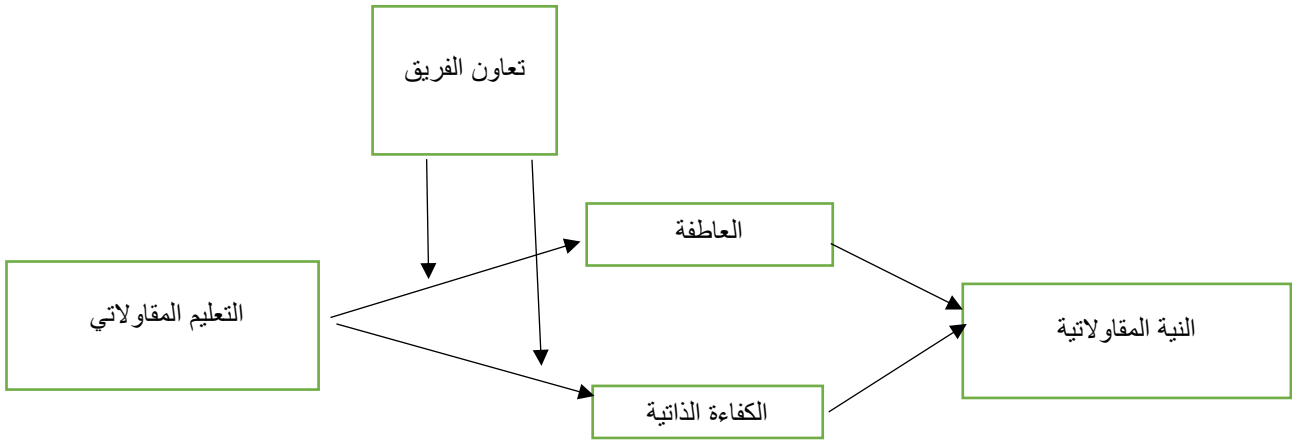 تعاون الفريق
العاطفة
التعليم المقاولاتي
النية المقاولاتية
الكفاءة الذاتية